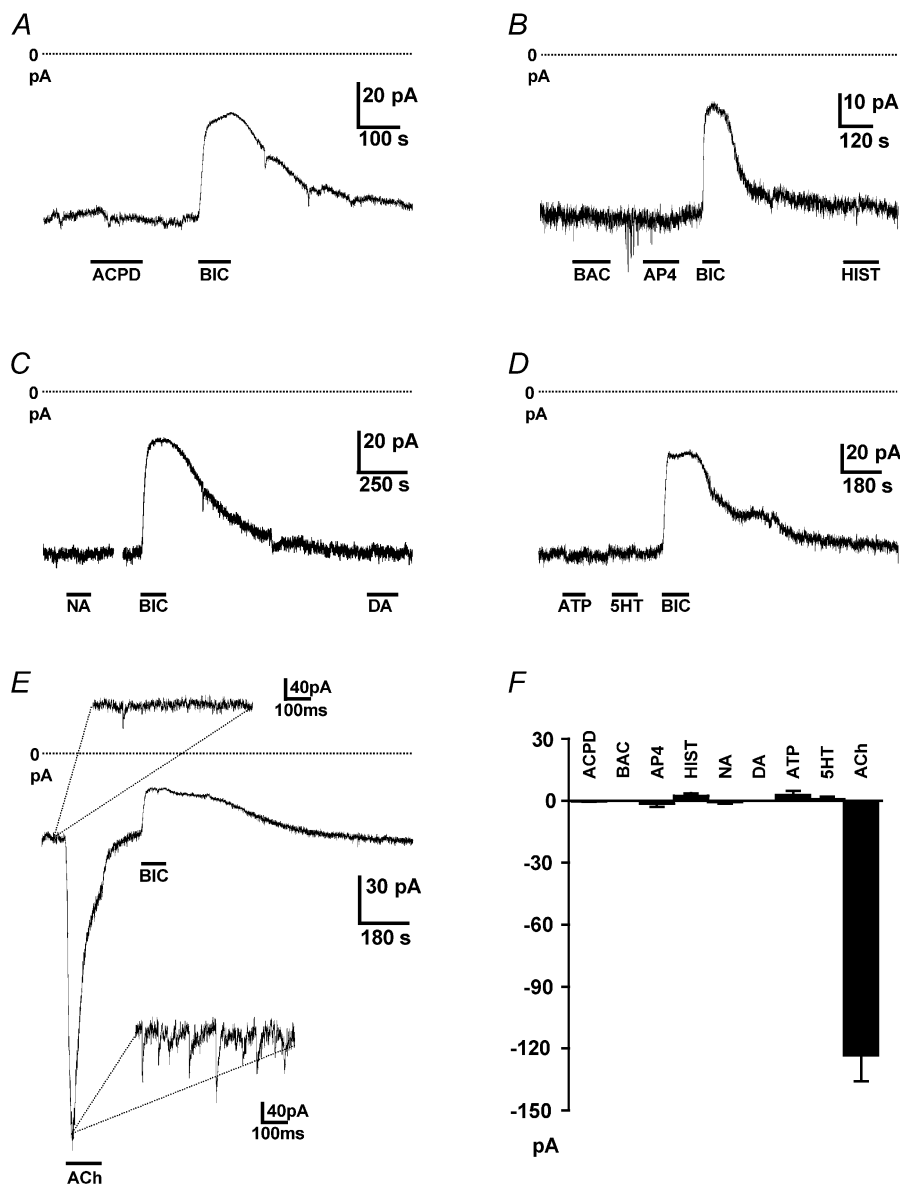 A
0
pA
20 pA
100 s
ACPD BIC
B
0
pA
10 pA
120 s
BAC AP4 BIC HIST
C
0
pA
20 pA
250 s
NA BIC DA
D
0
pA
20 pA
180 s
ATP 5HT BIC
E
40pA
100ms
0
pA
BIC
30 pA
180 s
40pA
100ms
ACh
F
ACPD
BAC
AP4
HIST
NA
DA
ATP
5HT
ACh
30
0
-30
-60
-90
-120
-150
pA